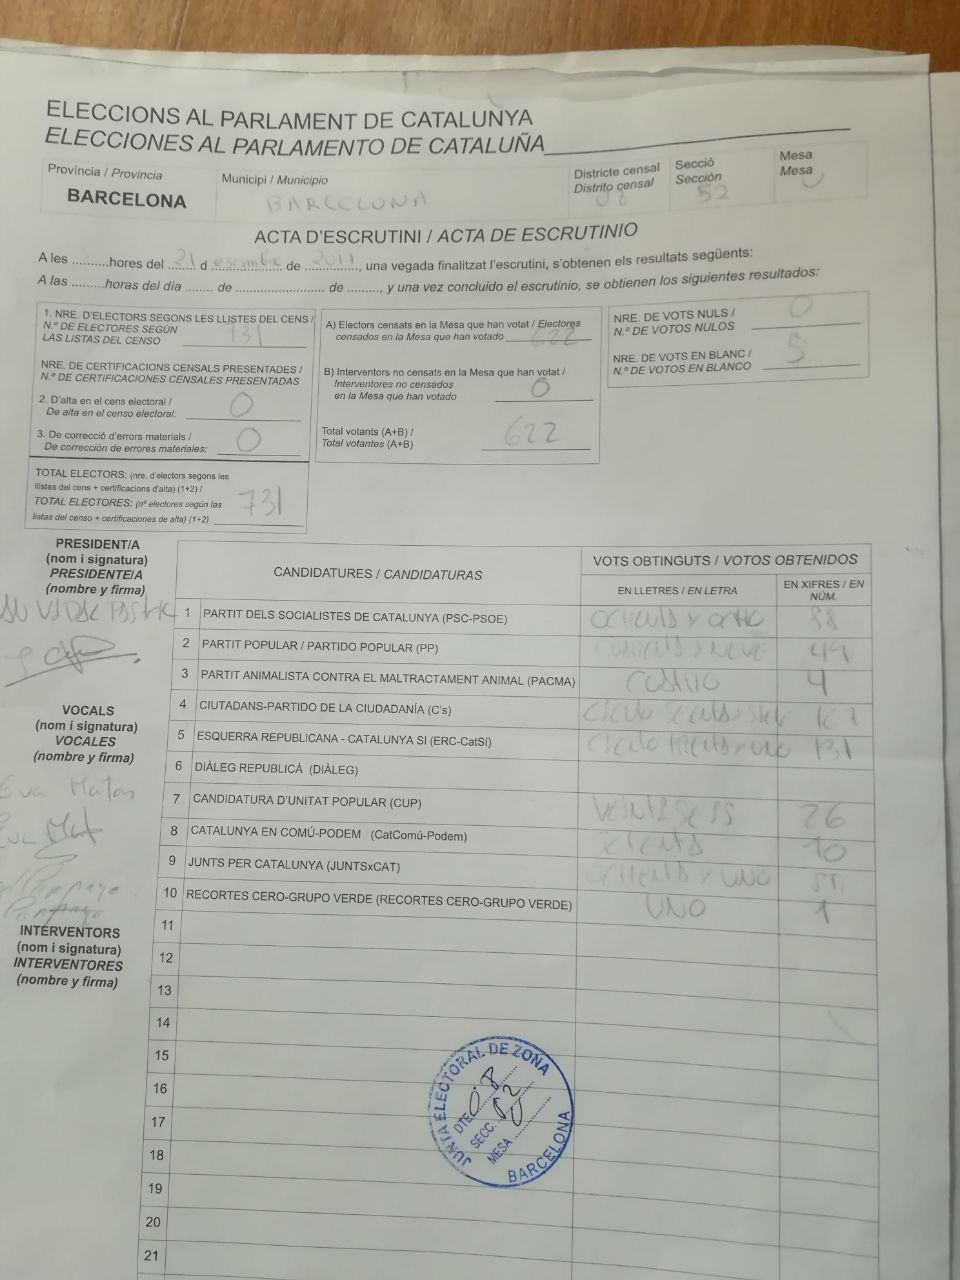 ELECCIONS AL PARLAMENT DE CATALUNYA
ELECCIONES AL PARLAMENTO DE CATALUÑA
Província / Provincia
BARCELONA
Municipi / Municipio
BARCELONA
Districte censal
Distrito censal
08
Secció
Sección
52
Mesa
Mesa
U
ACTA D'ESCRUTINI / ACTA DE ESCRUTINIO
A les .........hores del ..21.. d desembre de ..2017.., una vegada finalitzat l'escrutini, s'obtenen els resultats següents:
A las .........horas del día ....... de ....................... de ........, y una vez concluido el escrutinio, se obtienen los siguientes resultados:
1. NRE. D'ELECTORS SEGONS LES LLISTES DEL CENS /
N.º DE ELECTORES SEGÚN
LAS LISTAS DEL CENSO 731
NRE. DE CERTIFICACIONS CENSALS PRESENTADES /
N.º DE CERTIFICACIONES CENSALES PRESENTADAS
2. D'alta en el cens electoral /
De alta en el censo electoral: 0
3. De correcció d'errors materials /
De corrección de errores materiales: 0
TOTAL ELECTORS: (nre. d'electors segons les
llistes del cens + certificacions d'alta) (1+2) /
TOTAL ELECTORES: (nº electores según las
listas del censo + certificaciones de alta) (1+2) 731
A) Electors censats en la Mesa que han votat / Electores
censados en la Mesa que han votado 622
B) Interventors no censats en la Mesa que han votat /
Interventores no censados
en la Mesa que han votado 0
Total votants (A+B) /
Total votantes (A+B) 622
NRE. DE VOTS NULS /
N.º DE VOTOS NULOS 0
NRE. DE VOTS EN BLANC /
N.º DE VOTOS EN BLANCO 5
PRESIDENT/A
(nom i signatura)
PRESIDENTE/A
(nombre y firma)
VOCALS
(nom i signatura)
VOCALES
(nombre y firma)
Eva Matas
INTERVENTORS
(nom i signatura)
INTERVENTORES
(nombre y firma)
CANDIDATURES / CANDIDATURAS
VOTS OBTINGUTS / VOTOS OBTENIDOS
EN LLETRES / EN LETRA
EN XIFRES / EN
NÚM.
1 PARTIT DELS SOCIALISTES DE CATALUNYA (PSC-PSOE) OCHENTA Y OCHO 88
2 PARTIT POPULAR / PARTIDO POPULAR (PP) CUARENTA Y NUEVE 49
3 PARTIT ANIMALISTA CONTRA EL MALTRACTAMENT ANIMAL (PACMA) CUATRO 4
4 CIUTADANS-PARTIDO DE LA CIUDADANÍA (C's)
5 ESQUERRA REPUBLICANA - CATALUNYA SI (ERC-CatSí) CIENTO TREINTA Y UNO 131
6 DIÀLEG REPUBLICÀ (DIÀLEG)
7 CANDIDATURA D'UNITAT POPULAR (CUP) VEINTISEIS 26
8 CATALUNYA EN COMÚ-PODEM (CatComú-Podem)
9 JUNTS PER CATALUNYA (JUNTSxCAT) OCHENTA Y UNO
10 RECORTES CERO-GRUPO VERDE (RECORTES CERO-GRUPO VERDE) UNO 1
11
12
13
14
15
16
17
18
19
20
21
JUNTA ELECTORAL DE ZONA
DTE. 08
SECC. 52
MESA U
BARCELONA